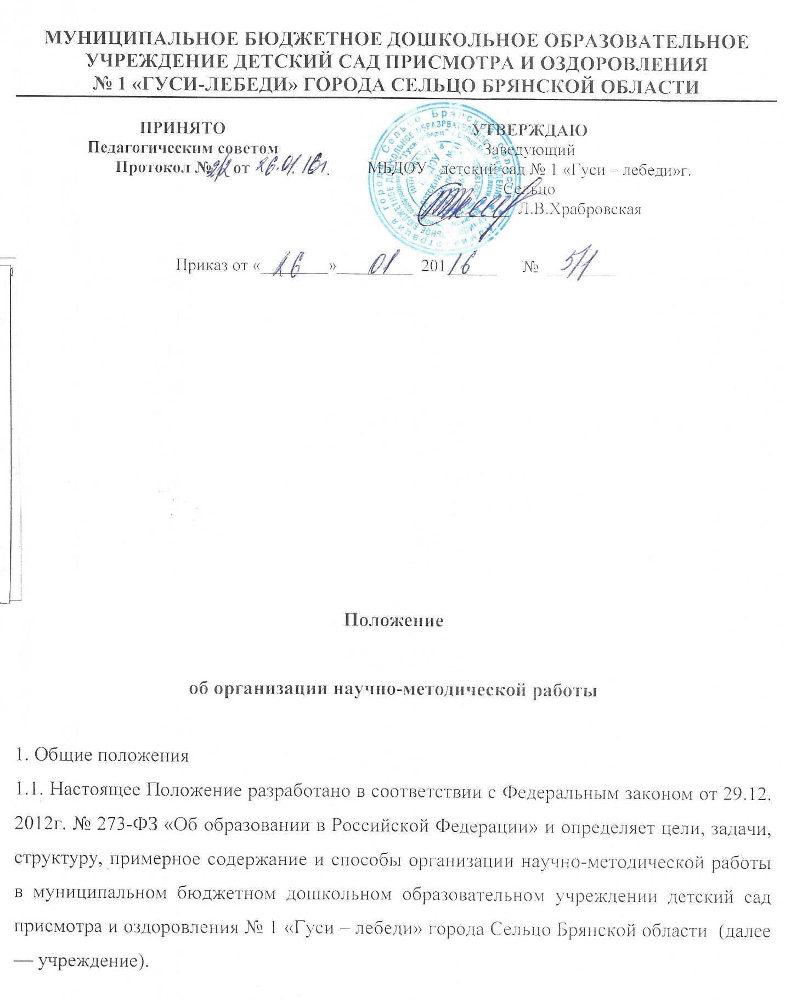 МУНИЦИПАЛЬНОЕ БЮДЖЕТНОЕ ДОШКОЛЬНОЕ ОБРАЗОВАТЕЛЬНОЕ
УЧРЕЖДЕНИЕ ДЕТСКИЙ САД ПРИСМОТРА И ОЗДОРОВЛЕНИЯ
№ 1 «ГУСИ-ЛЕБЕДИ» ГОРОДА СЕЛЬЦО БРЯНСКОЙ ОБЛАСТИ
ПРИНЯТО
Педагогическим советом
Протокол № 2/2 от 26.01.16г.
УТВЕРЖДАЮ
Заведующий
МБДОУ детский сад № 1 «Гуси – лебеди»г.
Сельцо
Л.В.Храбровская
Приказ от « 26 » 01 2016 № 5/1
Положение
об организации научно-методической работы
1. Общие положения
1.1. Настоящее Положение разработано в соответствии с Федеральным законом от 29.12.
2012г. № 273-ФЗ «Об образовании в Российской Федерации» и определяет цели, задачи,
структуру, примерное содержание и способы организации научно-методической работы
в муниципальном бюджетном дошкольном образовательном учреждении детский сад
присмотра и оздоровления № 1 «Гуси – лебеди» города Сельцо Брянской области (далее
— учреждение).